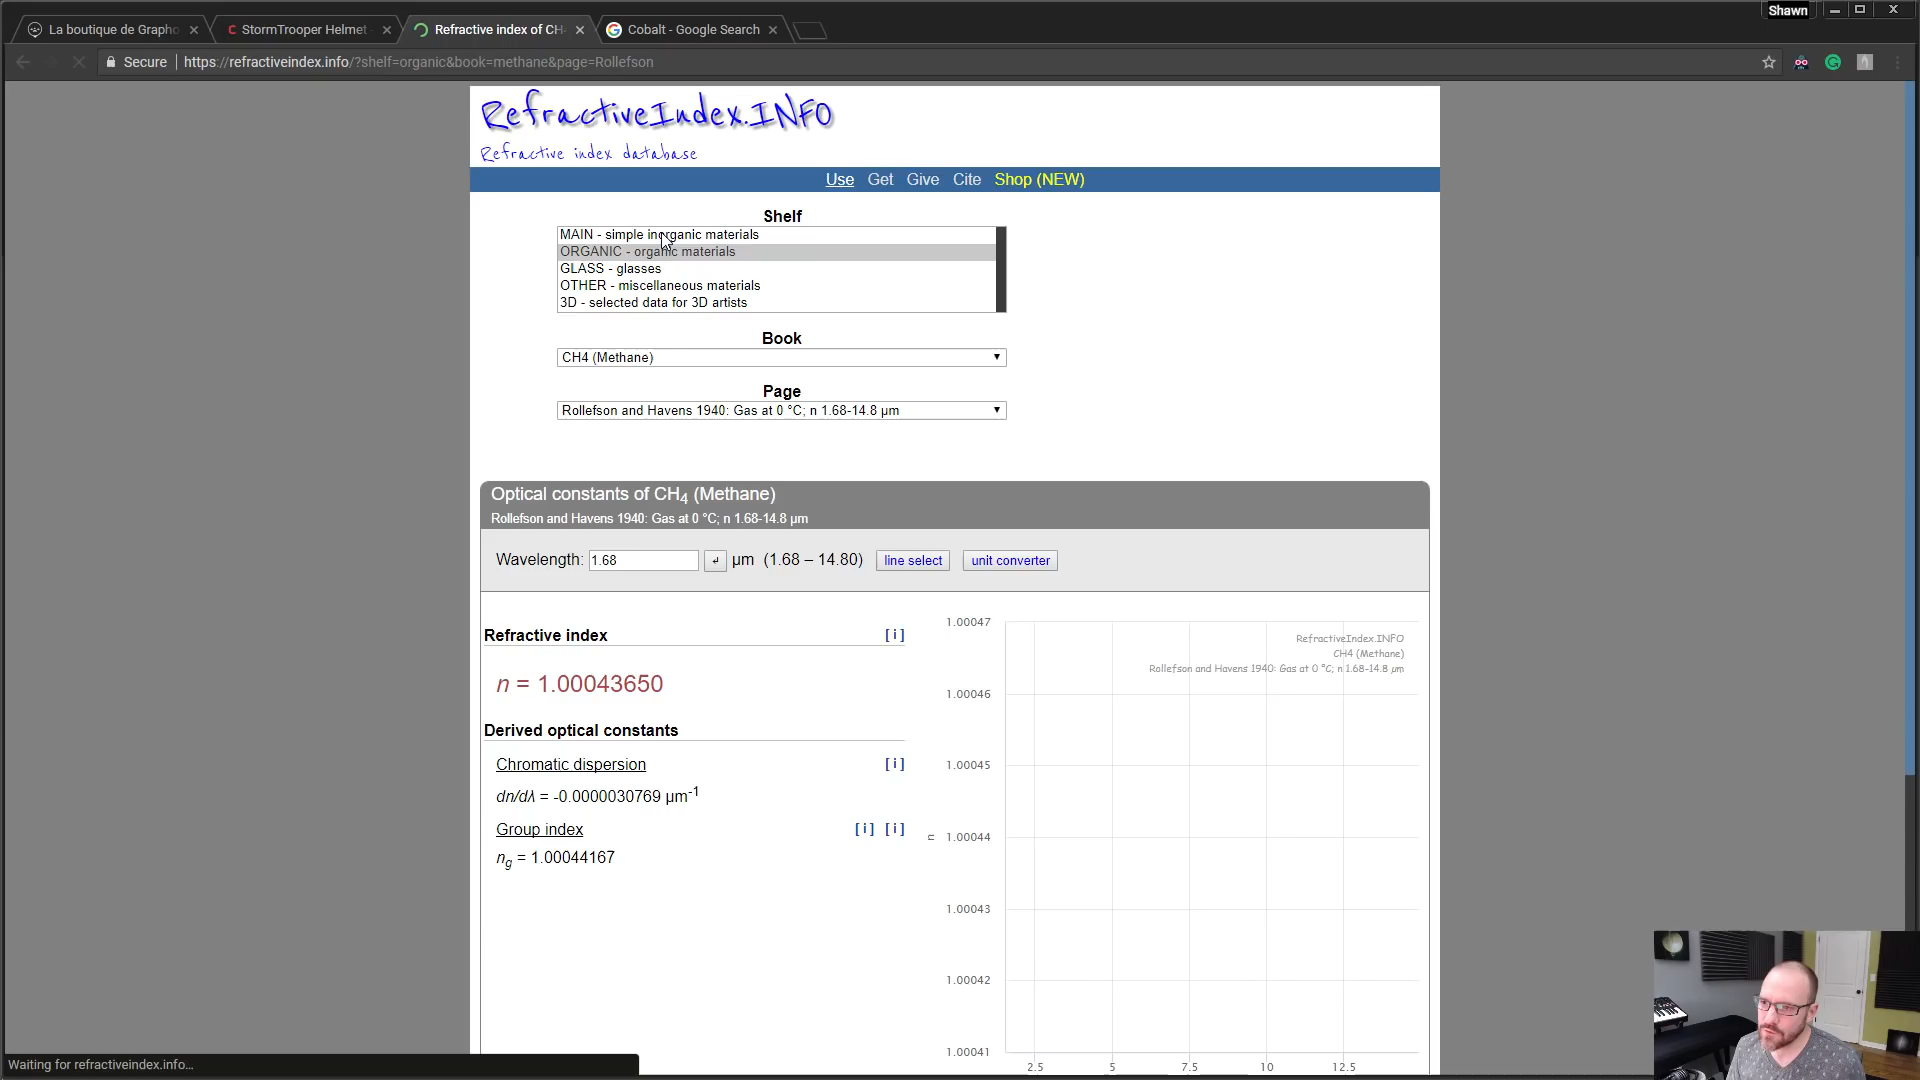 Shawn
La boutique de Grapho
StormTrooper Helmet -
Refractive index of CH
Cobalt - Google Search
Secure
https://refractiveindex.info/?shelf=organic&book=methane&page=Rollefson
RefractiveIndex.INFO
Refractive index database
Use Get Give Cite Shop (NEW)
Shelf
MAIN - simple inorganic materials
ORGANIC - organic materials
GLASS - glasses
OTHER - miscellaneous materials
3D - selected data for 3D artists
Book
CH4 (Methane)
Page
Rollefson and Havens 1940: Gas at 0 °C; n 1.68-14.8 µm
Optical constants of CH4 (Methane)
Rollefson and Havens 1940: Gas at 0 °C; n 1.68-14.8 µm
Wavelength: 1.68 µm (1.68 – 14.80) line select unit converter
Refractive index [ i ]
n = 1.00043650
Derived optical constants
Chromatic dispersion [ i ]
dn/dλ = -0.0000030769 µm-1
Group index [ i ] [ i ]
ng = 1.00044167
1.00047
1.00046
1.00045
1.00044
1.00043
1.00042
1.00041
n
RefractiveIndex.INFO
CH4 (Methane)
Rollefson and Havens 1940: Gas at 0 °C; n 1.68-14.8 µm
2.5 5 7.5 10 12.5
Waiting for refractiveindex.info...